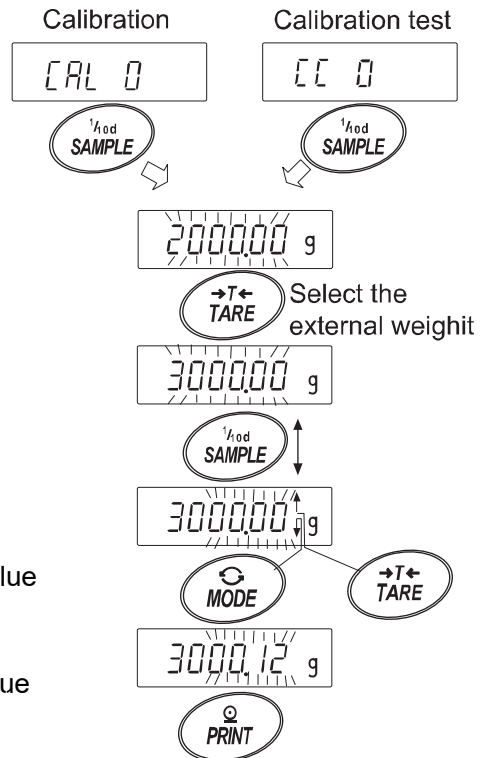 Calibration Calibration test
CAL 0 CC 0
1/10d 1/10d
SAMPLE SAMPLE
2000.00 g
→T←
TARE
Select the
external weighit
3000.00 g
1/10d
SAMPLE
3000.00 g
lue
MODE
→T←
TARE
3000.12 g
ue
PRINT